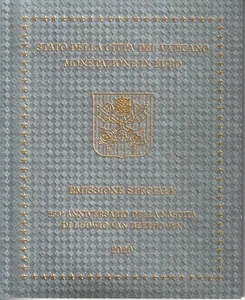 STATO DELLA CITTÀ DEL VATICANO
MONETAZIONE IN EURO
EMISSIONE SPECIALE
250° ANNIVERSARIO DELLA NASCITA
DI LUDWIG VAN BEETHOVEN
2020